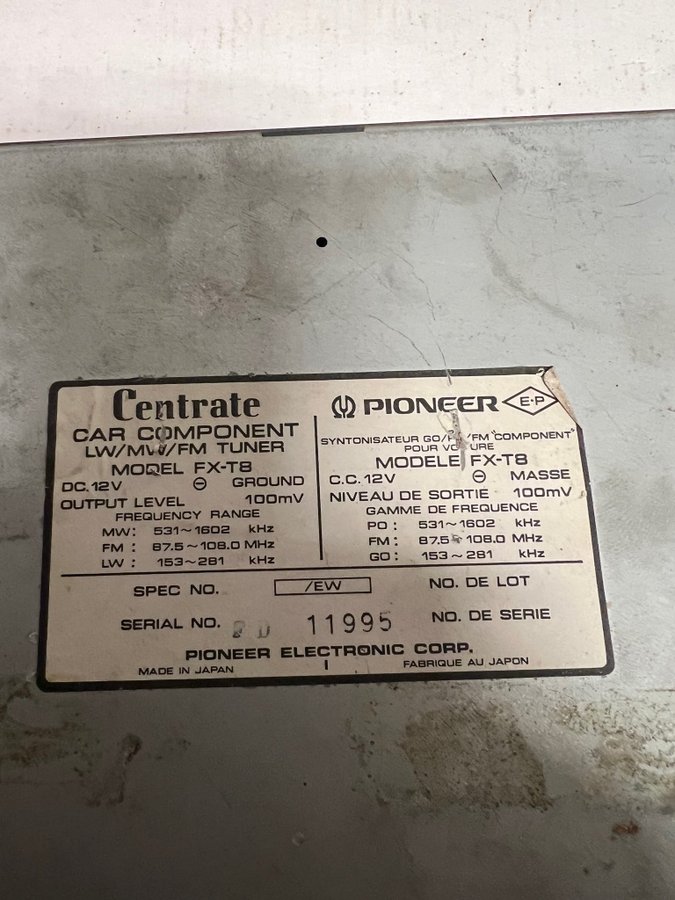 Centrate
CAR COMPONENT
LW/MW/FM TUNER
MODEL FX-T8
DC.12V ⊖ GROUND
OUTPUT LEVEL 100mV
FREQUENCY RANGE
MW: 531~1602 kHz
FM: 87.5~108.0 MHz
LW: 153~281 kHz
PIONEER E·P
SYNTONISATEUR GO/ /FM "COMPONENT"
POUR VOITURE
MODELE FX-T8
C.C.12V ⊖ MASSE
NIVEAU DE SORTIE 100mV
GAMME DE FREQUENCE
PO: 531~1602 kHz
FM: 87.5~108.0 MHz
GO: 153~281 kHz
SPEC NO. /EW NO. DE LOT
SERIAL NO. 11995 NO. DE SERIE
PIONEER ELECTRONIC CORP.
MADE IN JAPAN I FABRIQUE AU JAPON